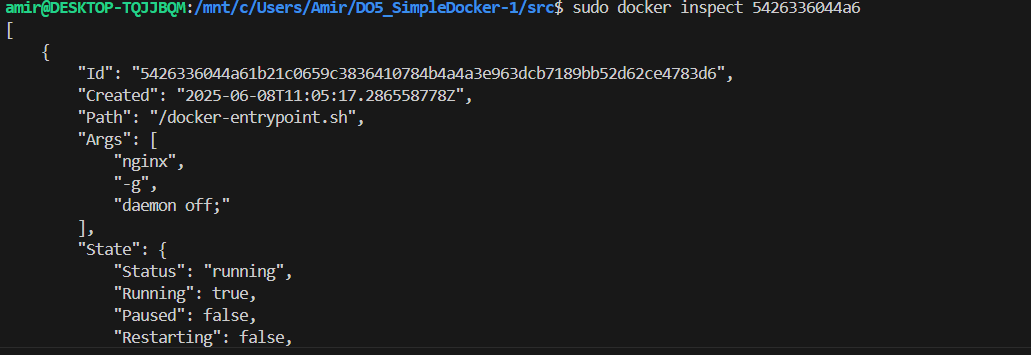 amir@DESKTOP-TQJJBQM:/mnt/c/Users/Amir/DO5_SimpleDocker-1/src$ sudo docker inspect 5426336044a6
[
    {
        "Id": "5426336044a61b21c0659c3836410784b4a4a3e963dcb7189bb52d62ce4783d6",
        "Created": "2025-06-08T11:05:17.286558778Z",
        "Path": "/docker-entrypoint.sh",
        "Args": [
            "nginx",
            "-g",
            "daemon off;"
        ],
        "State": {
            "Status": "running",
            "Running": true,
            "Paused": false,
            "Restarting": false,